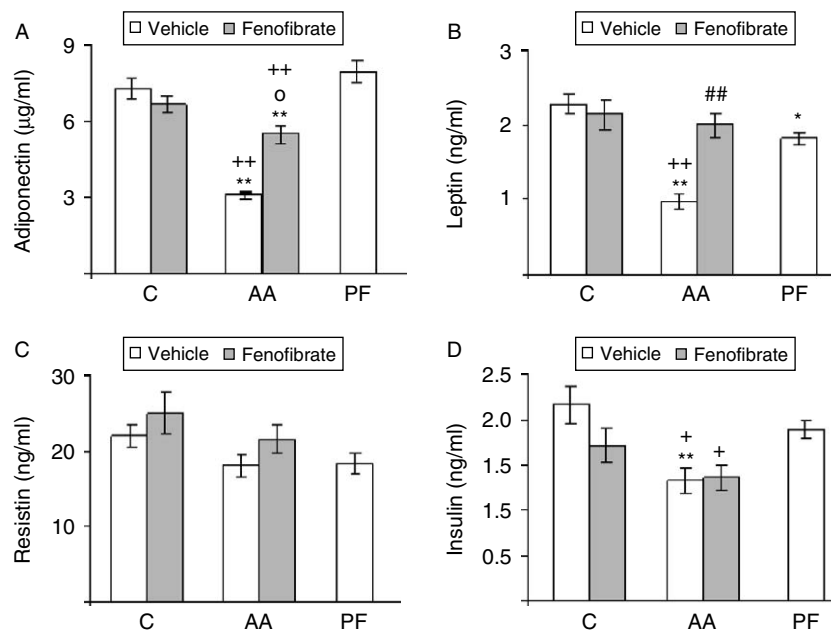 A
Vehicle Fenofibrate
Adiponectin (µg/ml)
9
6
3
++
**
++
o
**
C AA PF
B
Vehicle Fenofibrate
Leptin (ng/ml)
3
2
1
++
**
##
*
C AA PF
C
Vehicle Fenofibrate
Resistin (ng/ml)
30
20
10
C AA PF
D
Vehicle Fenofibrate
Insulin (ng/ml)
2.5
2.0
1.5
1.5
0.5
+
**
+
C AA PF